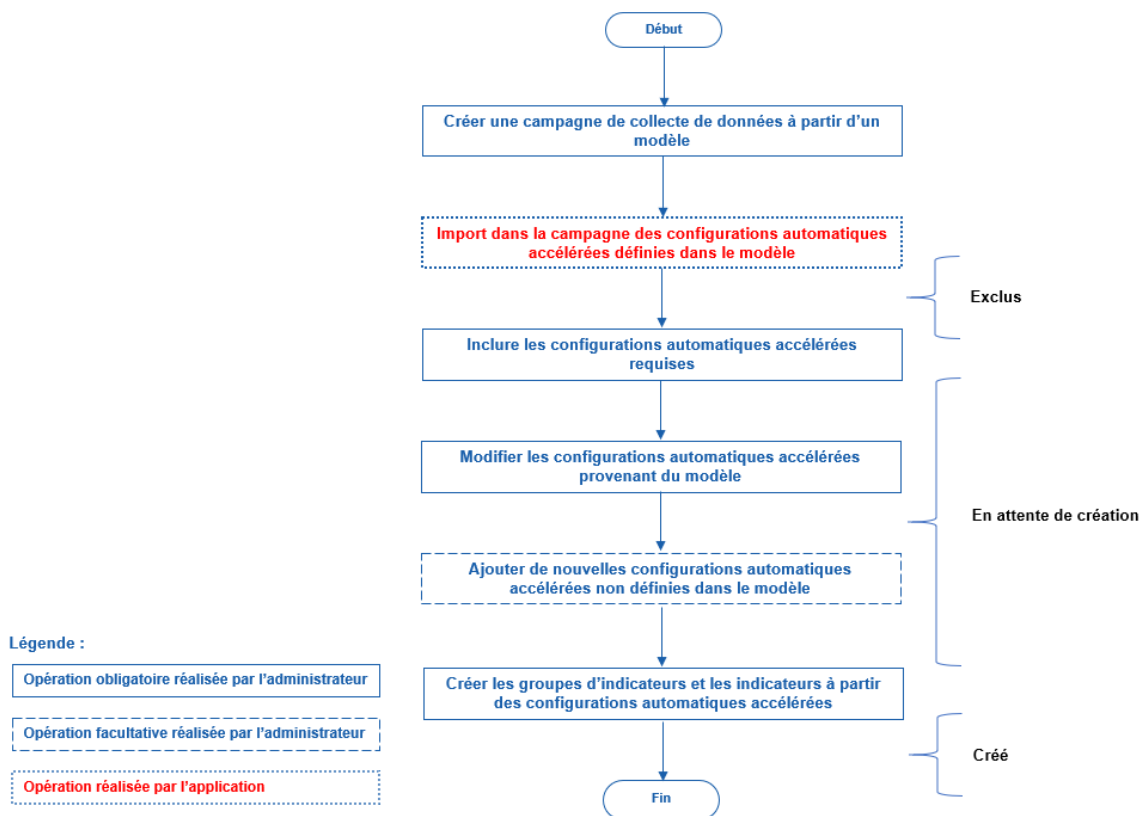 Début
Créer une campagne de collecte de données à partir d’un
modèle
Import dans la campagne des configurations automatiques
accélérées définies dans le modèle
Exclus
Inclure les configurations automatiques accélérées
requises
Modifier les configurations automatiques accélérées
provenant du modèle
En attente de création
Ajouter de nouvelles configurations automatiques
accélérées non définies dans le modèle
Légende :
Opération obligatoire réalisée par l’administrateur
Opération facultative réalisée par l’administrateur
Opération réalisée par l’application
Créer les groupes d’indicateurs et les indicateurs à partir
des configurations automatiques accélérées
Créé
Fin